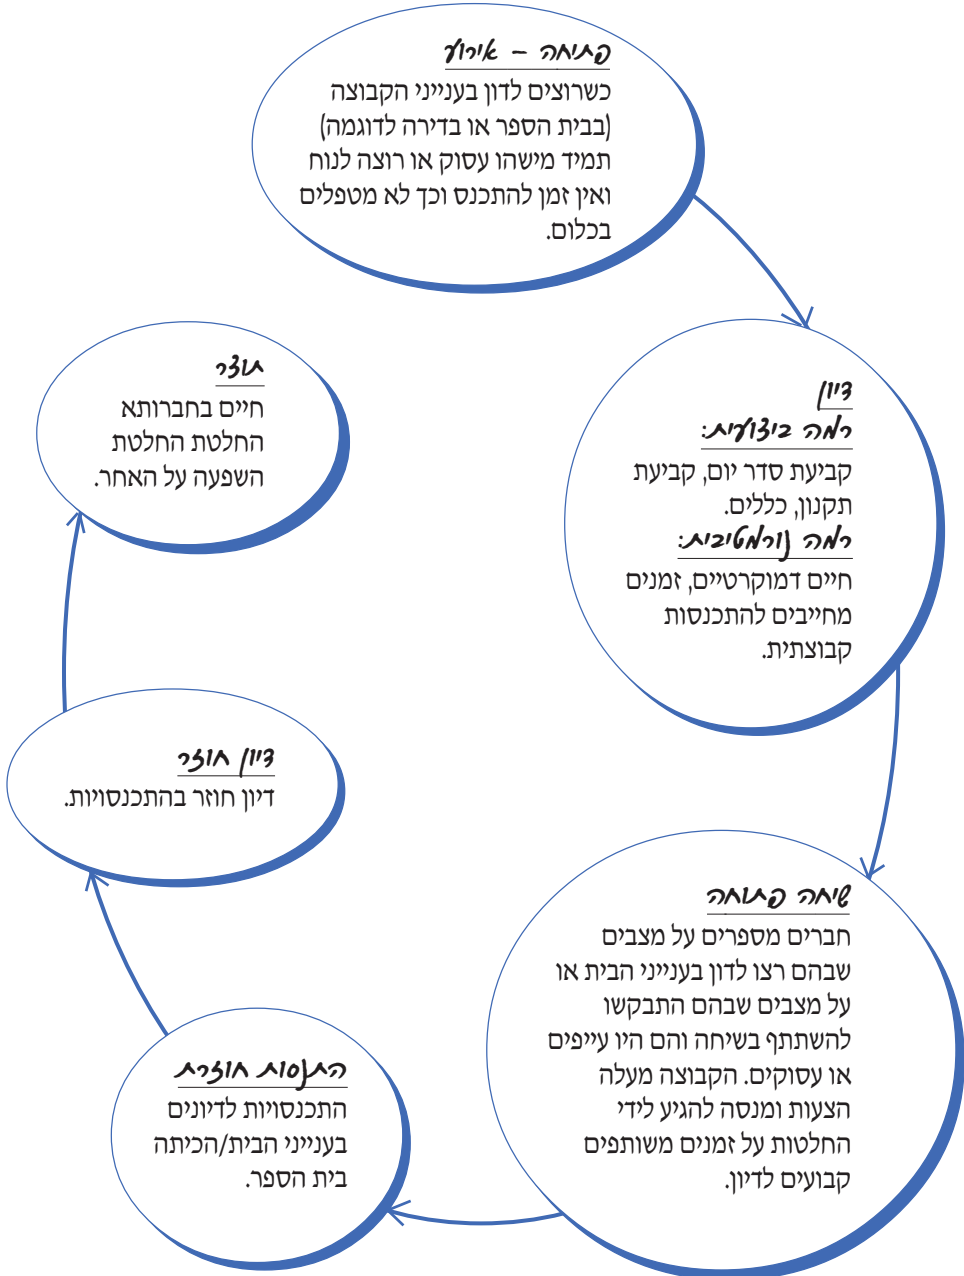 פתיחה – אירוע
כשרוצים לדון בענייני הקבוצה
(בבית הספר או בדירה לדוגמה)
תמיד מישהו עסוק או רוצה לנוח
ואין זמן להתכנס וכך לא מטפלים
בכלום.
דיון
רמה ביצועית:
קביעת סדר יום, קביעת
תקנון, כללים.
רמה נורמטיבית:
חיים דמוקרטיים, זמנים
מחייבים להתכנסות
קבוצתית.
שיחה פתוחה
חברים מספרים על מצבים
שבהם רצו לדון בענייני הבית או
על מצבים שבהם התבקשו
להשתתף בשיחה והם היו עייפים
או עסוקים. הקבוצה מעלה
הצעות ומנסה להגיע לידי
החלטות על זמנים משותפים
קבועים לדיון.
התנסות חוזרת
התכנסויות לדיונים
בענייני הבית/הכיתה
בית הספר.
דיון חוזר
דיון חוזר בהתכנסויות.
תוצר
חיים בחברותא
החלטת החלטת
השפעה על האחר.